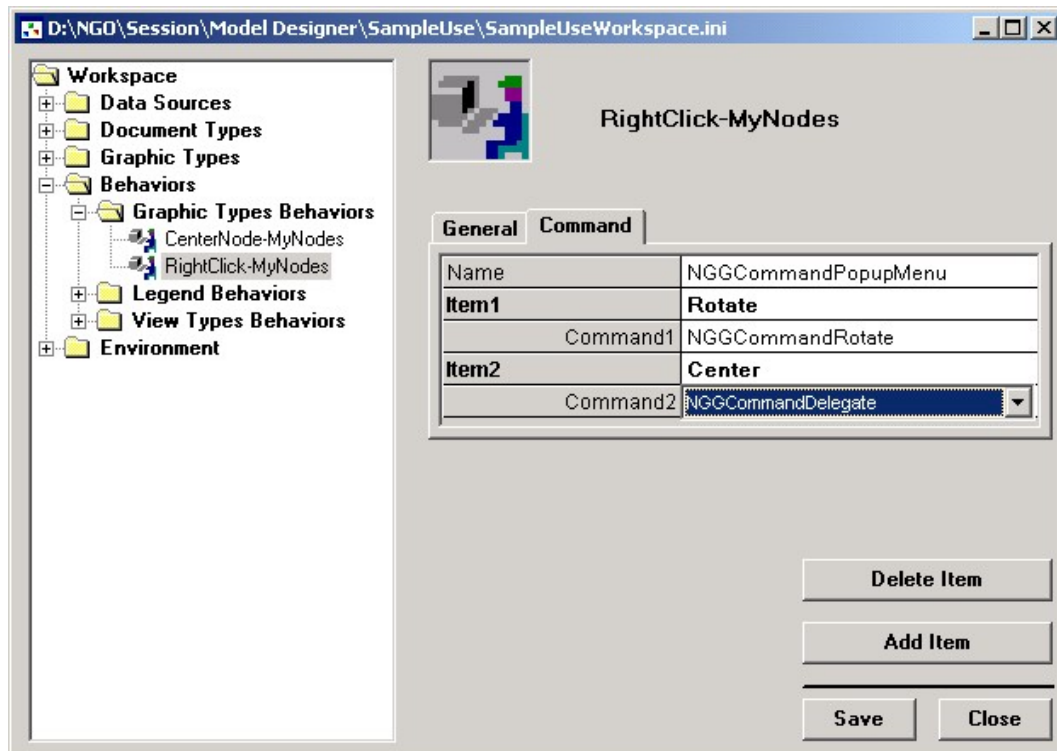 D:\NGO\Session\Model Designer\SampleUse\SampleUseWorkspace.ini
Workspace
Data Sources
Document Types
Graphic Types
Behaviors
Graphic Types Behaviors
CenterNode-MyNodes
RightClick-MyNodes
Legend Behaviors
View Types Behaviors
Environment
RightClick-MyNodes
General Command
Name NGGCommandPopupMenu
Item1 Rotate
Command1 NGGCommandRotate
Item2 Center
Command2 NGGCommandDelegate
Delete Item
Add Item
Save Close